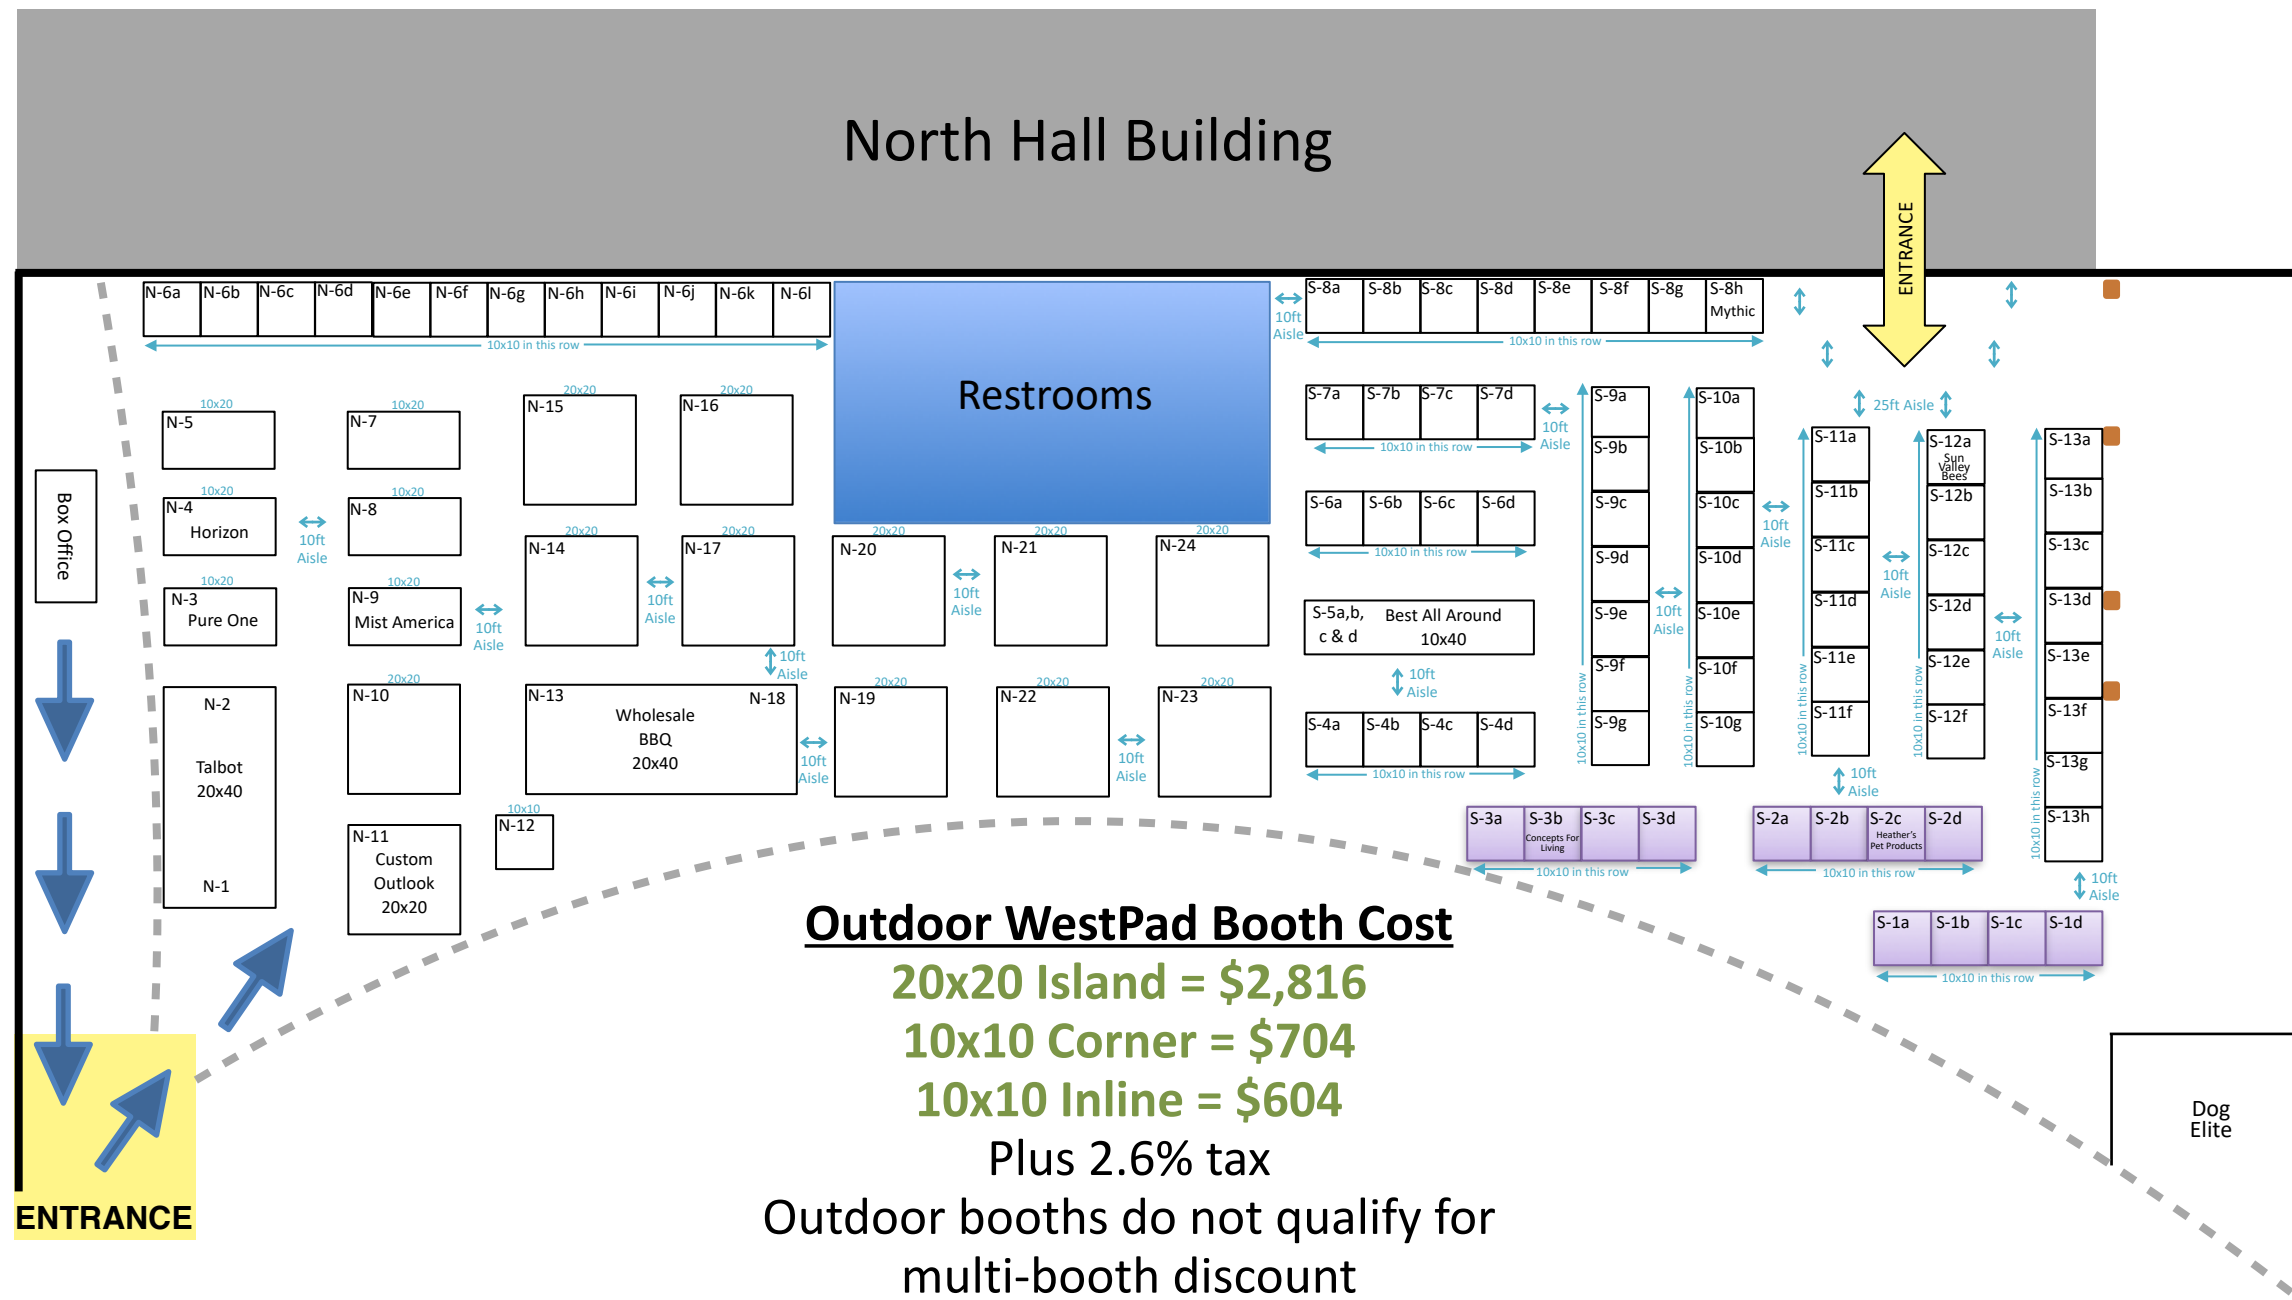 North Hall Building
ENTRANCE
N-6a
N-6b
N-6c
N-6d
N-6e
N-6f
N-6g
N-6h
N-6i
N-6j
N-6k
N-6l
10x10 in this row
Restrooms
10ft
Aisle
S-8a
S-8b
S-8c
S-8d
S-8e
S-8f
S-8g
S-8h
Mythic
10x10 in this row
10x20
N-5
10x20
N-7
20x20
N-15
20x20
N-16
S-7a
S-7b
S-7c
S-7d
10x10 in this row
10ft
Aisle
25ft Aisle
Box Office
10x20
N-4
Horizon
10ft
Aisle
10x20
N-8
S-6a
S-6b
S-6c
S-6d
10x10 in this row
10x20
N-3
Pure One
10x20
N-9
Mist America
10ft
Aisle
20x20
N-14
10ft
Aisle
20x20
N-17
20x20
N-20
10ft
Aisle
20x20
N-21
20x20
N-24
10ft
Aisle
S-5a,b,
c & d
Best All Around
10x40
10ft
Aisle
N-2
Talbot
20x40
N-1
20x20
N-10
N-13
N-18
Wholesale
BBQ
20x40
10ft
Aisle
20x20
N-19
20x20
N-22
10ft
Aisle
20x20
N-23
S-4a
S-4b
S-4c
S-4d
10x10 in this row
N-11
Custom
Outlook
20x20
10x10
N-12
S-9a
S-9b
S-9c
S-9d
S-9e
S-9f
S-9g
10x10 in this row
10ft
Aisle
S-10a
S-10b
S-10c
S-10d
S-10e
S-10f
S-10g
10x10 in this row
10ft
Aisle
S-11a
S-11b
S-11c
S-11d
S-11e
S-11f
10x10 in this row
10ft
Aisle
S-12a
Sun
Valley
Bees
S-12b
S-12c
S-12d
S-12e
S-12f
10x10 in this row
10ft
Aisle
S-13a
S-13b
S-13c
S-13d
S-13e
S-13f
S-13g
S-13h
10x10 in this row
10ft
Aisle
S-3a
S-3b
Concepts For
Living
S-3c
S-3d
10x10 in this row
S-2a
S-2b
S-2c
Heather's
Pet Products
S-2d
10x10 in this row
10ft
Aisle
S-1a
S-1b
S-1c
S-1d
10x10 in this row
Outdoor WestPad Booth Cost
20x20 Island = $2,816
10x10 Corner = $704
10x10 Inline = $604
Plus 2.6% tax
Outdoor booths do not qualify for
multi-booth discount
Dog
Elite
ENTRANCE